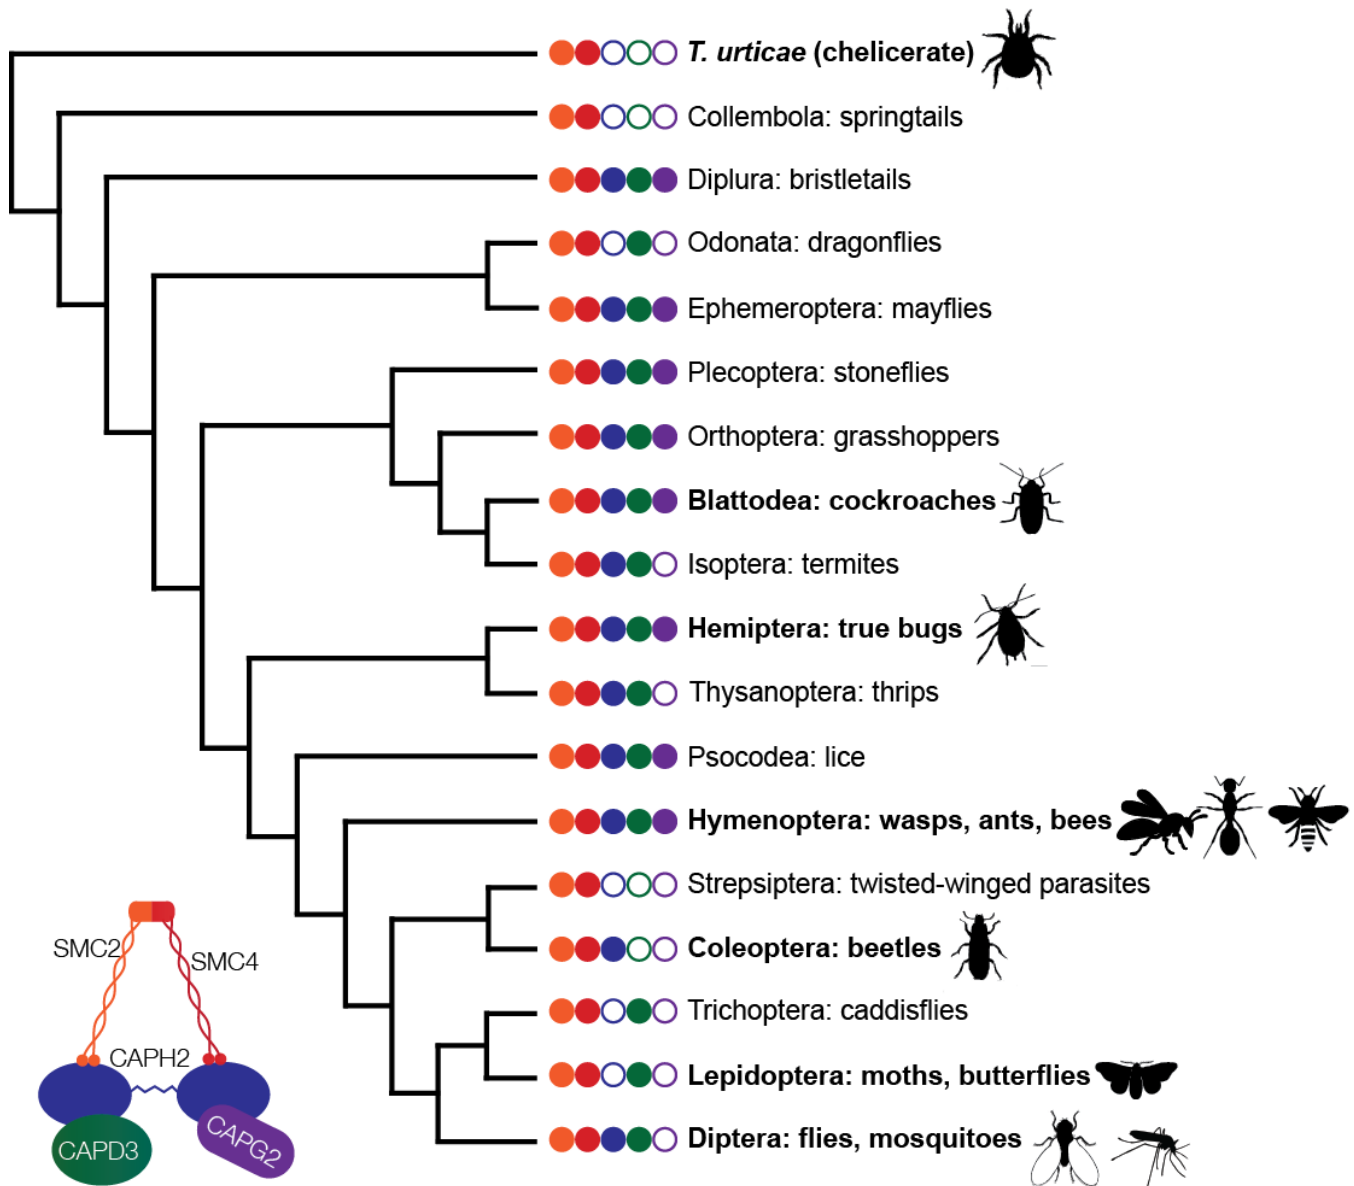 T. urticae (chelicerate)
Collembola: springtails
Diplura: bristletails
Odonata: dragonflies
Ephemeroptera: mayflies
Plecoptera: stoneflies
Orthoptera: grasshoppers
Blattodea: cockroaches
Isoptera: termites
Hemiptera: true bugs
Thysanoptera: thrips
Psocodea: lice
Hymenoptera: wasps, ants, bees
Strepsiptera: twisted-winged parasites
Coleoptera: beetles
Trichoptera: caddisflies
Lepidoptera: moths, butterflies
Diptera: flies, mosquitoes
SMC2
SMC4
CAPH2
CAPD3
CAPG2